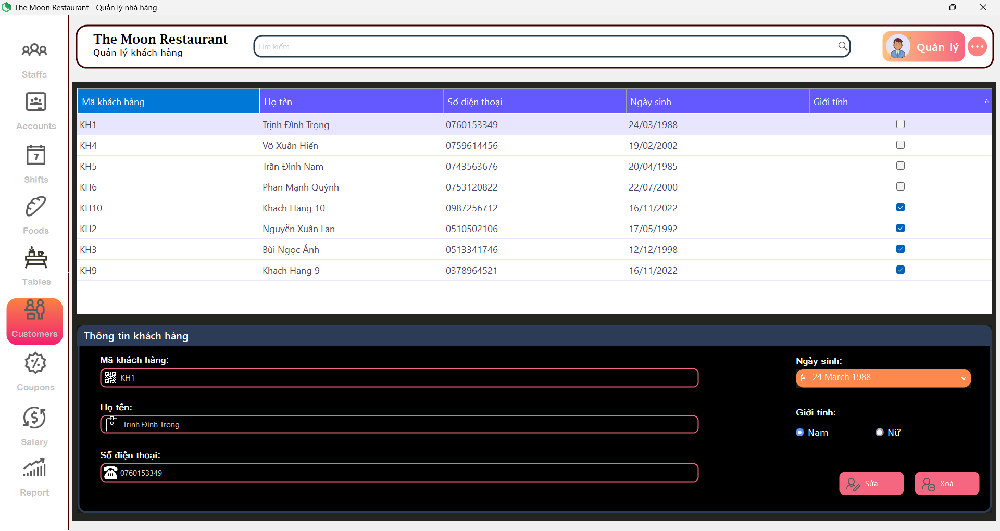 The Moon Restaurant - Quản lý nhà hàng
The Moon Restaurant
Quản lý khách hàng
Tìm kiếm
Quản lý
Staffs
Accounts
7
Shifts
Foods
Tables
Customers
Coupons
Salary
Report
Mã khách hàng Họ tên Số điện thoại Ngày sinh Giới tính
KH1 Trịnh Đình Trọng 0760153349 24/03/1988
KH4 Võ Xuân Hiển 0759614456 19/02/2002
KH5 Trần Đình Nam 0743563676 20/04/1985
KH6 Phan Mạnh Quỳnh 0753120822 22/07/2000
KH10 Khach Hang 10 0987256712 16/11/2022
KH2 Nguyễn Xuân Lan 0510502106 17/05/1992
KH3 Bùi Ngọc Ánh 0513341746 12/12/1998
KH9 Khach Hang 9 0378964521 16/11/2022
Thông tin khách hàng
Mã khách hàng:
KH1
Họ tên:
Trịnh Đình Trọng
Số điện thoại:
0760153349
Ngày sinh:
24 March 1988
Giới tính:
Nam Nữ
Sửa Xoá